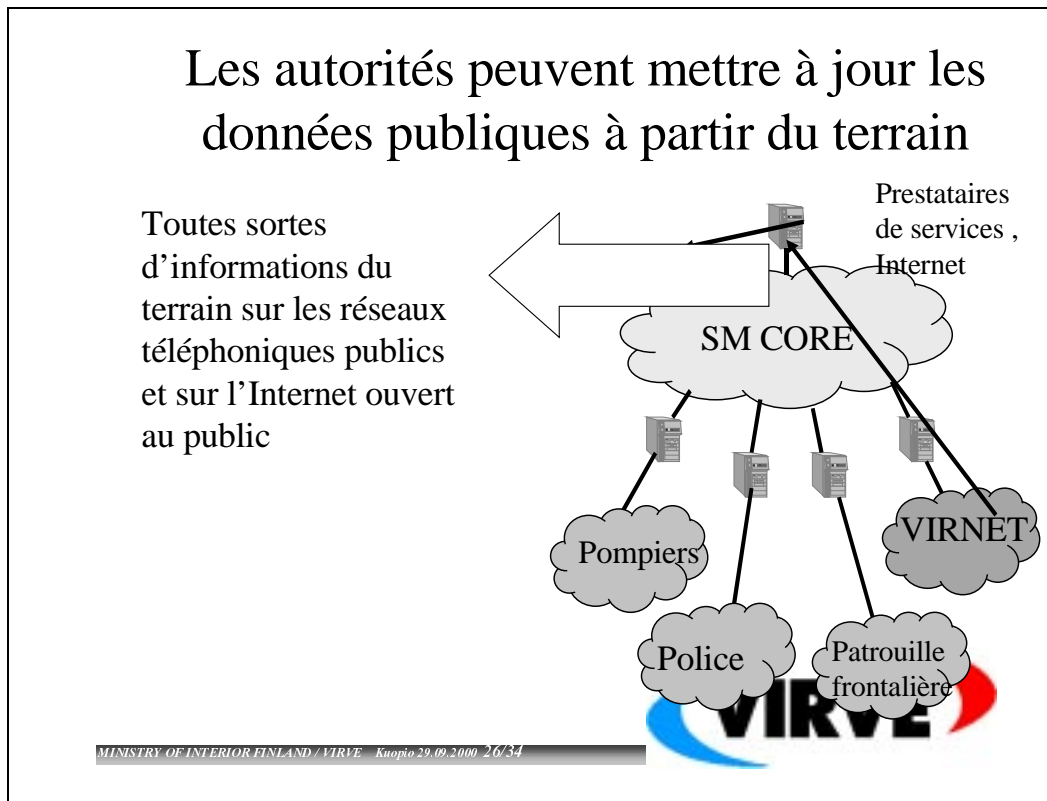 Les autorités peuvent mettre à jour les
données publiques à partir du terrain
Toutes sortes
d’informations du
terrain sur les réseaux
téléphoniques publics
et sur l’Internet ouvert
au public
Prestataires
de services ,
Internet
SM CORE
Pompiers
Police
Patrouille
frontalière
VIRNET
VIRVE
MINISTRY OF INTERIOR FINLAND / VIRVE Kuopio 29.09.2000 26/34